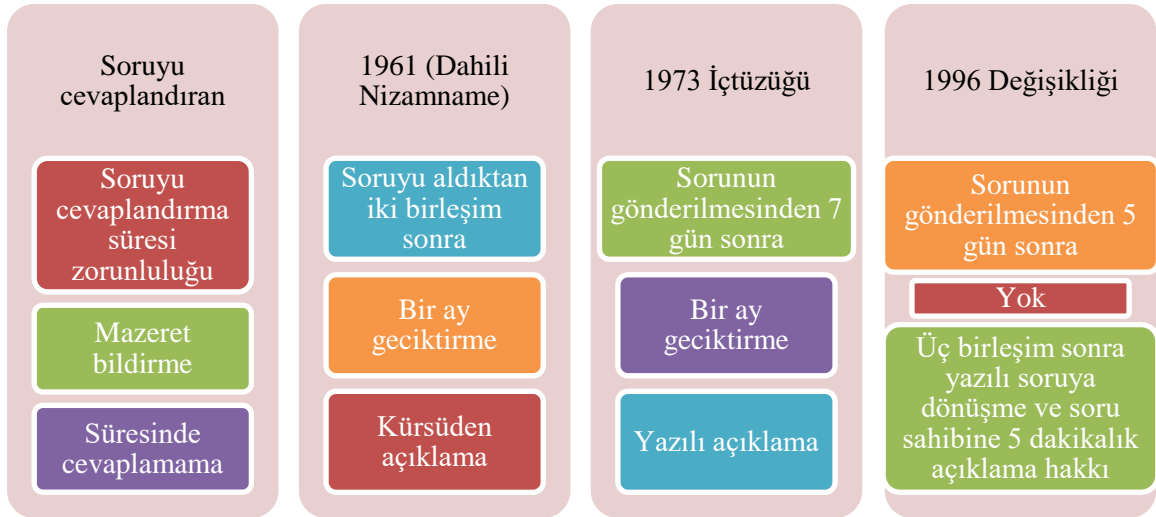 Soruyu
cevaplandıran
Soruyu
cevaplandırma
süresi
zorunluluğu
Mazeret
bildirme
Süresinde
cevaplamama
1961 (Dahili
Nizamname)
Soruyu aldıktan
iki birleşim
sonra
Bir ay
geciktirme
Kürsüden
açıklama
1973 İçtüzüğü
Sorunun
gönderilmesinden 7
gün sonra
Bir ay
geciktirme
Yazılı açıklama
1996 Değişikliği
Sorunun
gönderilmesinden 5
gün sonra
Yok
Üç birleşim sonra
yazılı soruya
dönüşme ve soru
sahibine 5 dakikalık
açıklama hakkı